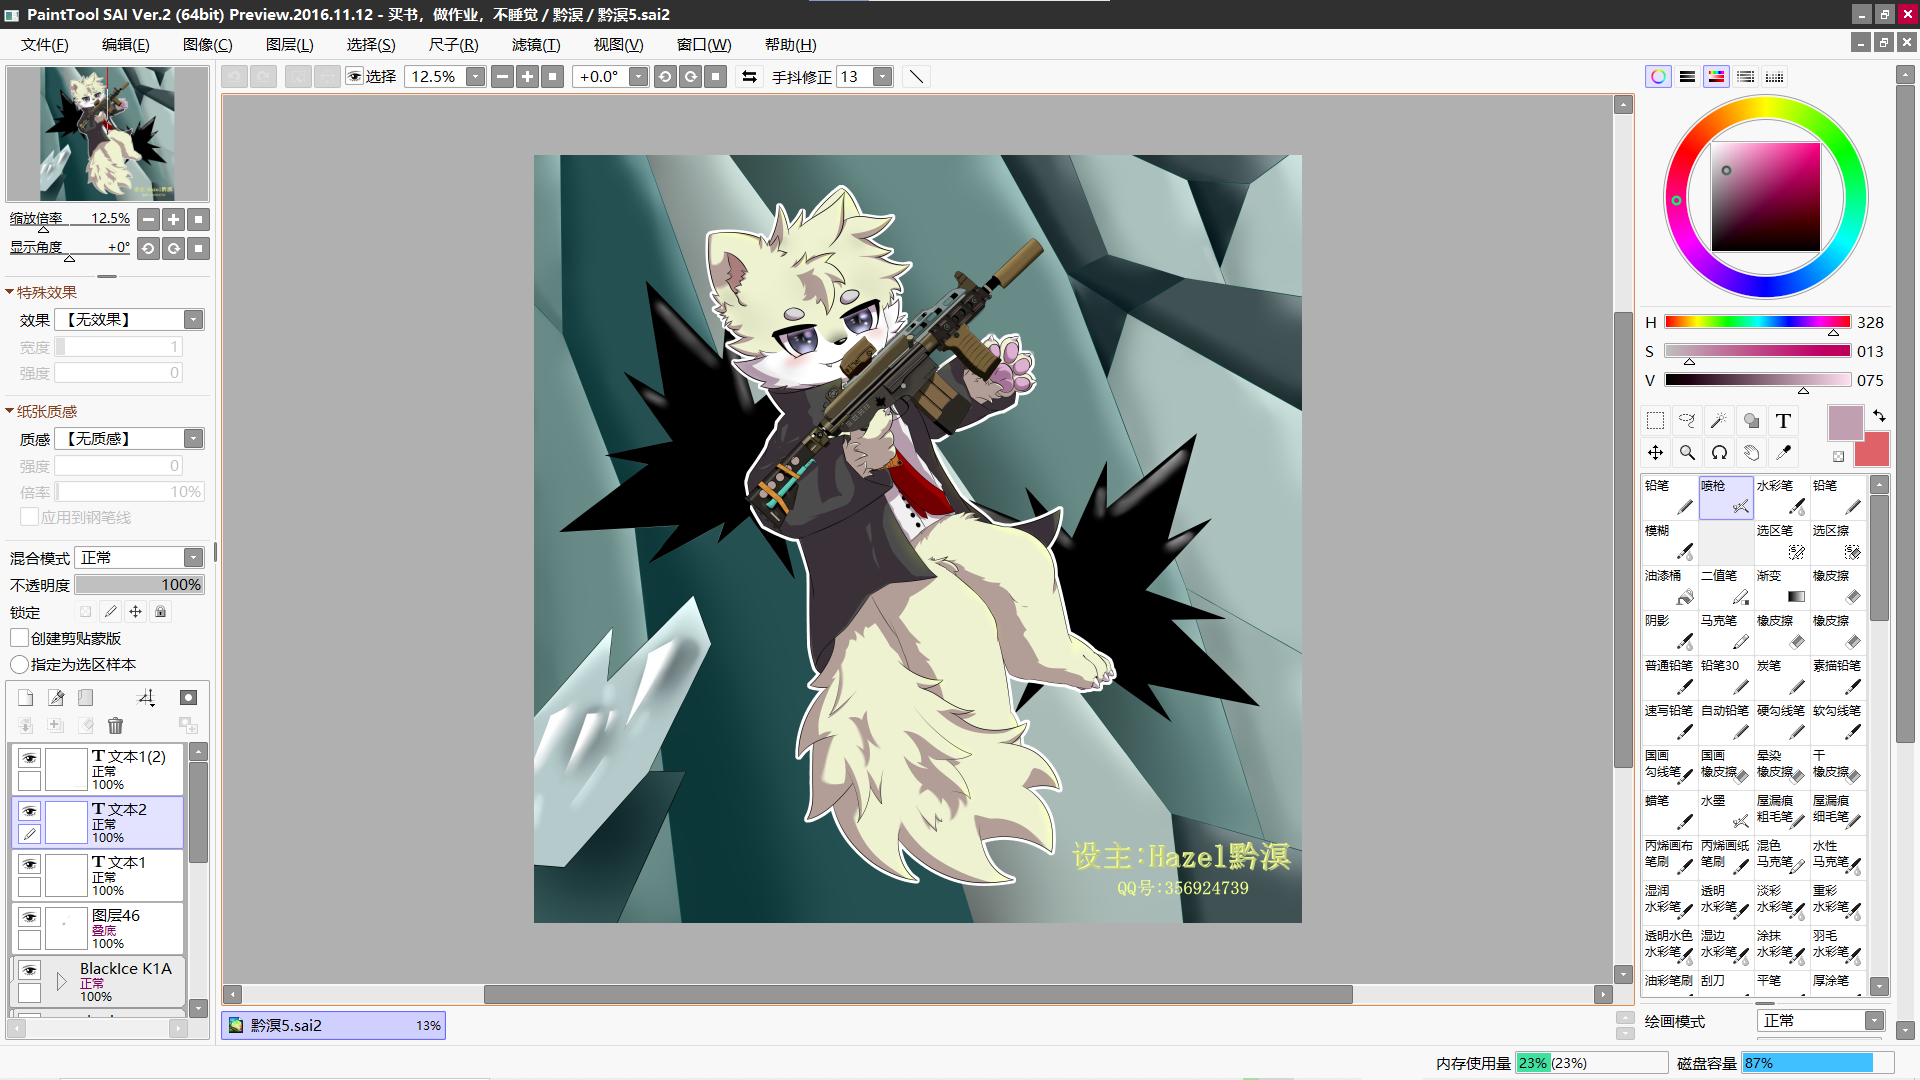 PaintTool SAI Ver.2 (64bit) Preview.2016.11.12 - 买书，做作业，不睡觉 / 黔溟 / 黔溟5.sai2
文件(F) 编辑(E) 图像(C) 图层(L) 选择(S) 尺子(R) 滤镜(T) 视图(V) 窗口(W) 帮助(H)
选择 12.5% +0.0° 手抖修正 13
缩放倍率 12.5%
显示角度 +0°
特殊效果
效果 【无效果】
宽度 1
强度 0
纸张质感
质感 【无质感】
强度 0
倍率 10%
应用到钢笔线
混合模式 正常
不透明度 100%
锁定
创建剪贴蒙版
指定为选区样本
T 文本1(2)
正常
100%
T 文本2
正常
100%
T 文本1
正常
100%
图层46
叠底
100%
BlackIce K1A
正常
100%
设主:Hazel黔溟
QQ号:356924739
黔溟5.sai2 13%
H 328
S 013
V 075
T
铅笔 喷枪 水彩笔 铅笔
模糊 选区笔 选区擦
油漆桶 二值笔 渐变 橡皮擦
阴影 马克笔 橡皮擦 橡皮擦
普通铅笔 铅笔30 炭笔 素描铅笔
速写铅笔 自动铅笔 硬勾线笔 软勾线笔
国画 国画 晕染 干
勾线笔 橡皮擦 橡皮擦 橡皮擦
蜡笔 水墨 屋漏痕 屋漏痕
粗毛笔 细毛笔
丙烯画布 丙烯画纸 混色 水性
笔刷 笔刷 马克笔 马克笔
湿润 透明 淡彩 重彩
水彩笔 水彩笔 水彩笔 水彩笔
透明水色 湿边 涂抹 羽毛
水彩笔 水彩笔 水彩笔 水彩笔
油彩笔刷 刮刀 平笔 厚涂笔
绘画模式 正常
内存使用量 23% (23%) 磁盘容量 87%